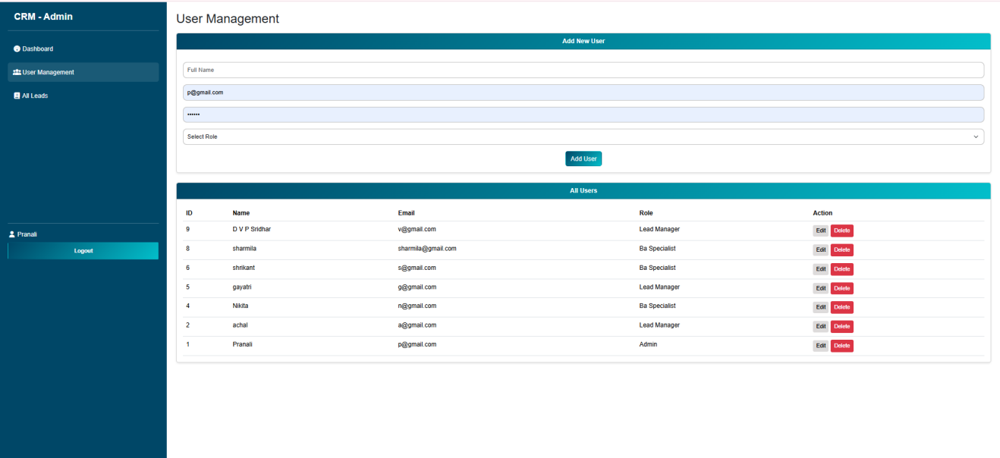 CRM - Admin
Dashboard
User Management
All Leads
Pranali
Logout
User Management
Add New User
Full Name
p@gmail.com
••••••
Select Role
Add User
All Users
ID Name Email Role Action
9 D V P Sridhar v@gmail.com Lead Manager Edit Delete
8 sharmila sharmila@gmail.com Ba Specialist Edit Delete
6 shrikant s@gmail.com Ba Specialist Edit Delete
5 gayatri g@gmail.com Lead Manager Edit Delete
4 Nikita n@gmail.com Ba Specialist Edit Delete
2 achal a@gmail.com Lead Manager Edit Delete
1 Pranali p@gmail.com Admin Edit Delete